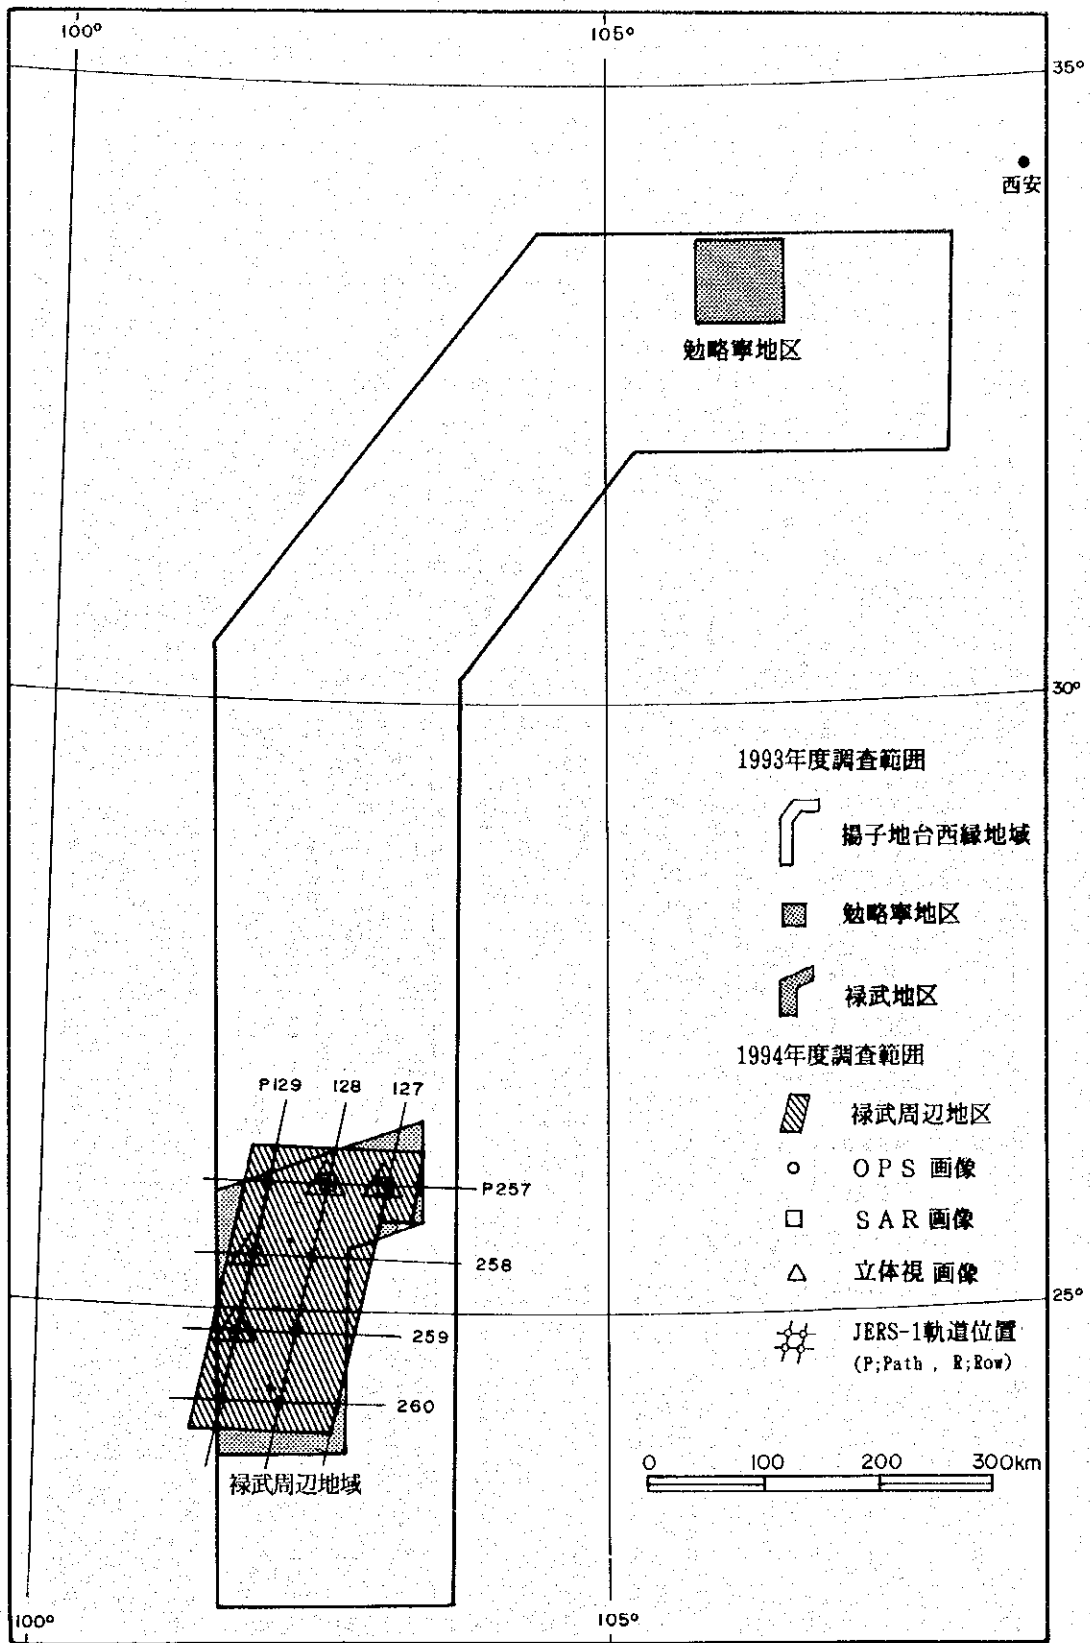 100°
105°
35°
西安
勉略寧地区
30°
1993年度調査範囲
揚子地台西縁地域
勉略寧地区
禄武地区
1994年度調査範囲
P129 128 127
禄武周辺地区
P257
OPS 画像
SAR 画像
258
立体視 画像
25°
259
JERS-1軌道位置
(P;Path , R;Row)
260
0 100 200 300km
禄武周辺地域
100°
105°